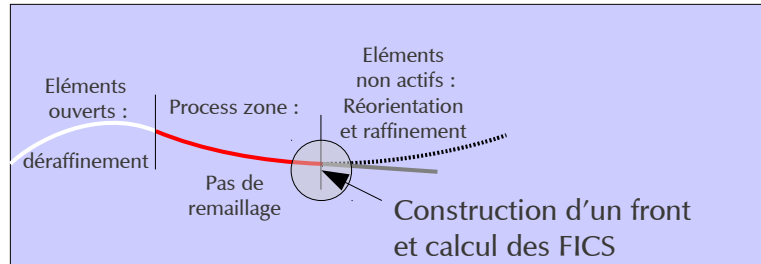 Eléments
ouverts :
déraffinement
Process zone :
Pas de
remaillage
Eléments
non actifs :
Réorientation
et raffinement
Construction d'un front
et calcul des FICS